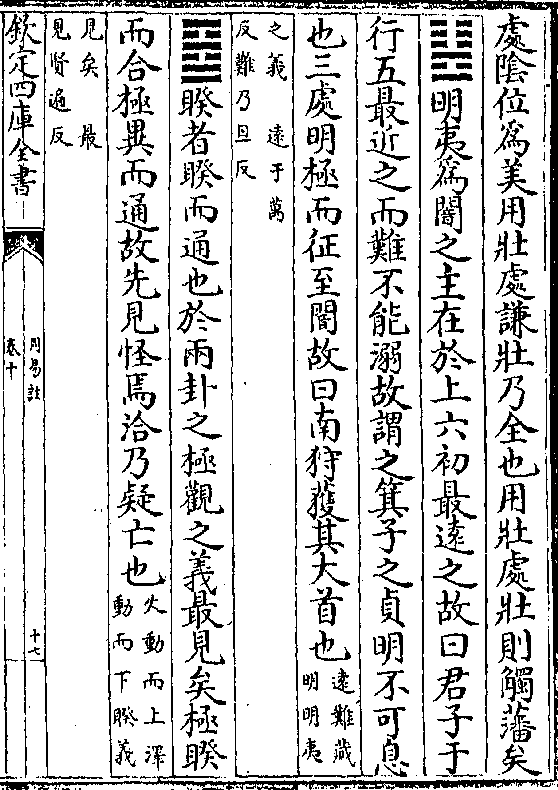 處陰位為美用壯處謙壯乃全也用壯處壯則觸藩矣
䷣明夷為闇之主在於上六初最遠之故曰君子于
行五最近之而難不能溺故謂之箕子之貞明不可息
也三處明極而征至闇故曰南狩獲其大首也遠難藏
明明夷
之義 遠于萬
反難乃旦反
䷥睽者睽而通也於兩卦之極觀之義最見矣極睽
而合極異而通故先見怪焉洽乃疑亡也火動而上澤
動而下睽義
見矣 最
見賢遍反
欽定四庫全書
周易註
卷十
十七